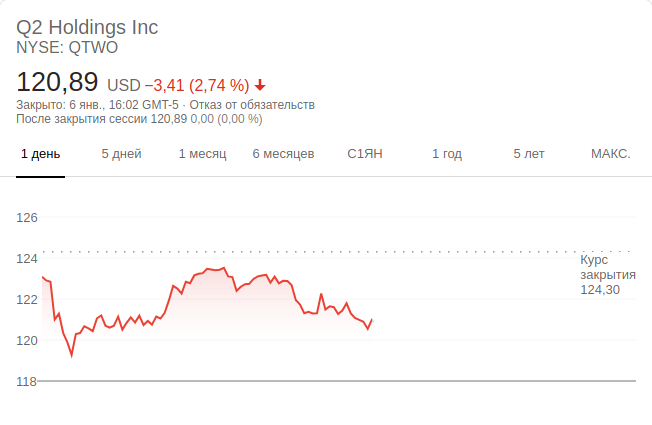 Q2 Holdings Inc
NYSE: QTWO
120,89 USD −3,41 (2,74 %)
Закрыто: 6 янв., 16:02 GMT-5 · Отказ от обязательств
После закрытия сессии 120,89 0,00 (0,00 %)
1 день 5 дней 1 месяц 6 месяцев С1ЯН 1 год 5 лет МАКС.
126
124
122
120
118
Курс
закрытия
124,30